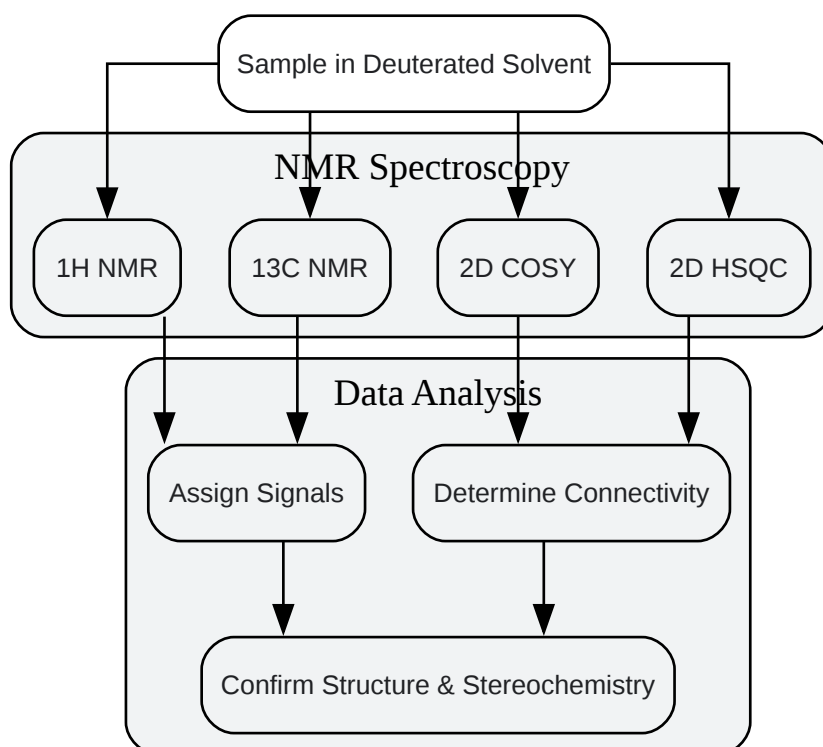 Sample in Deuterated Solvent
NMR Spectroscopy
1H NMR
13C NMR
2D COSY
2D HSQC
Data Analysis
Assign Signals
Determine Connectivity
Confirm Structure & Stereochemistry